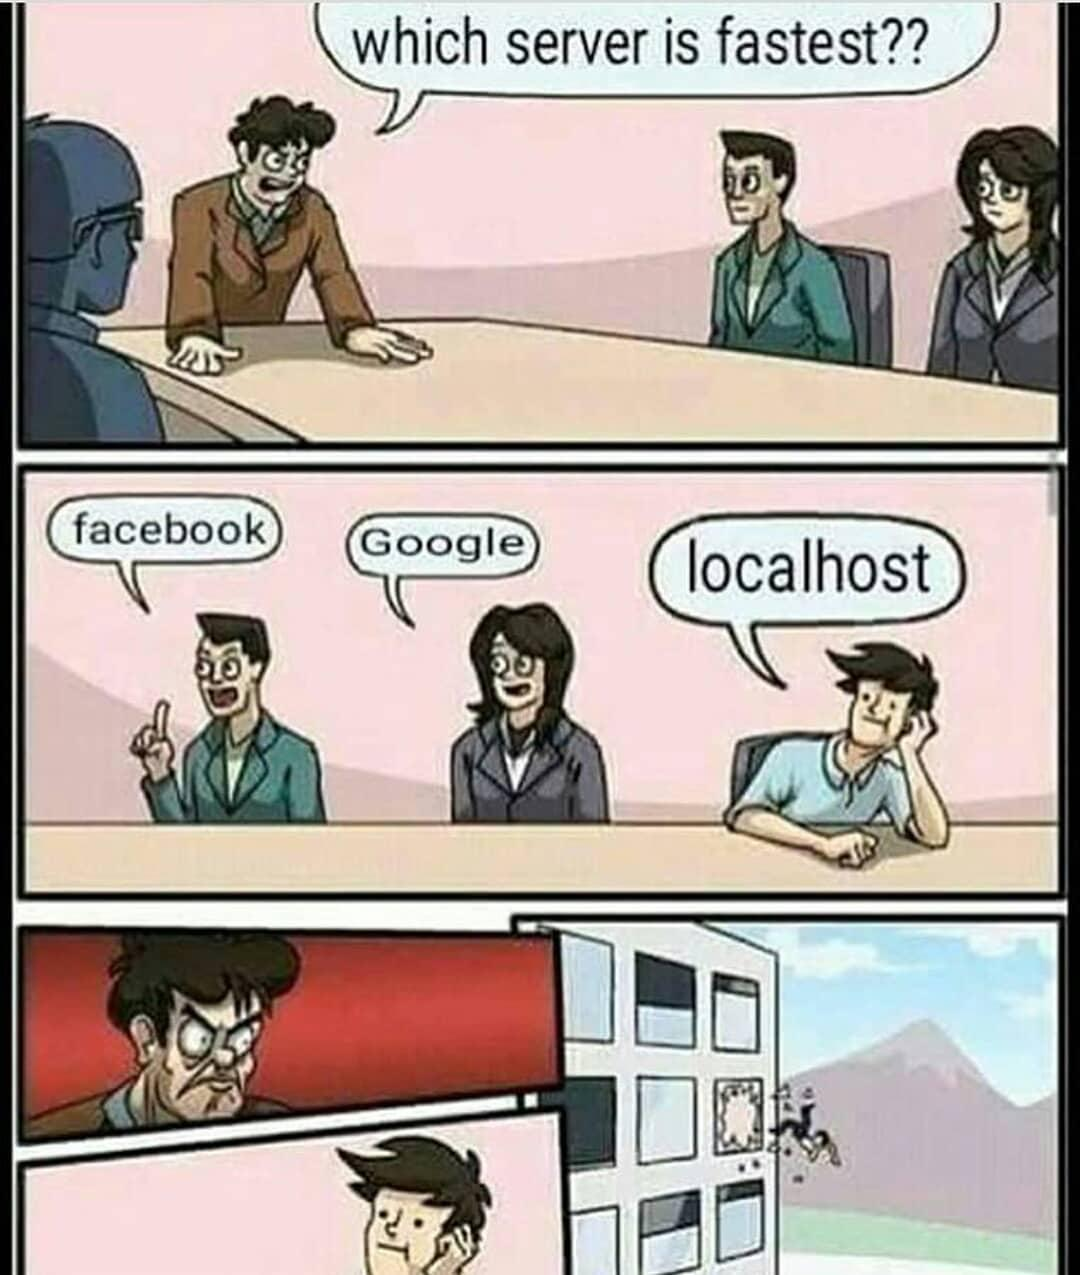 which server is fastest??
facebook
Google
localhost